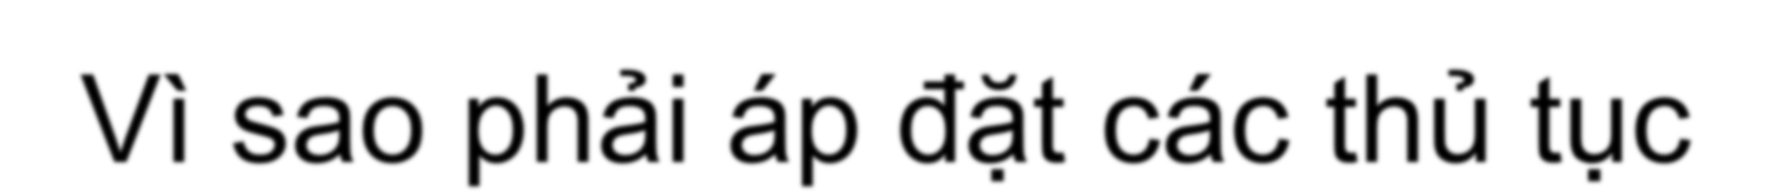 Vì sao phải áp đặt các thủ tục